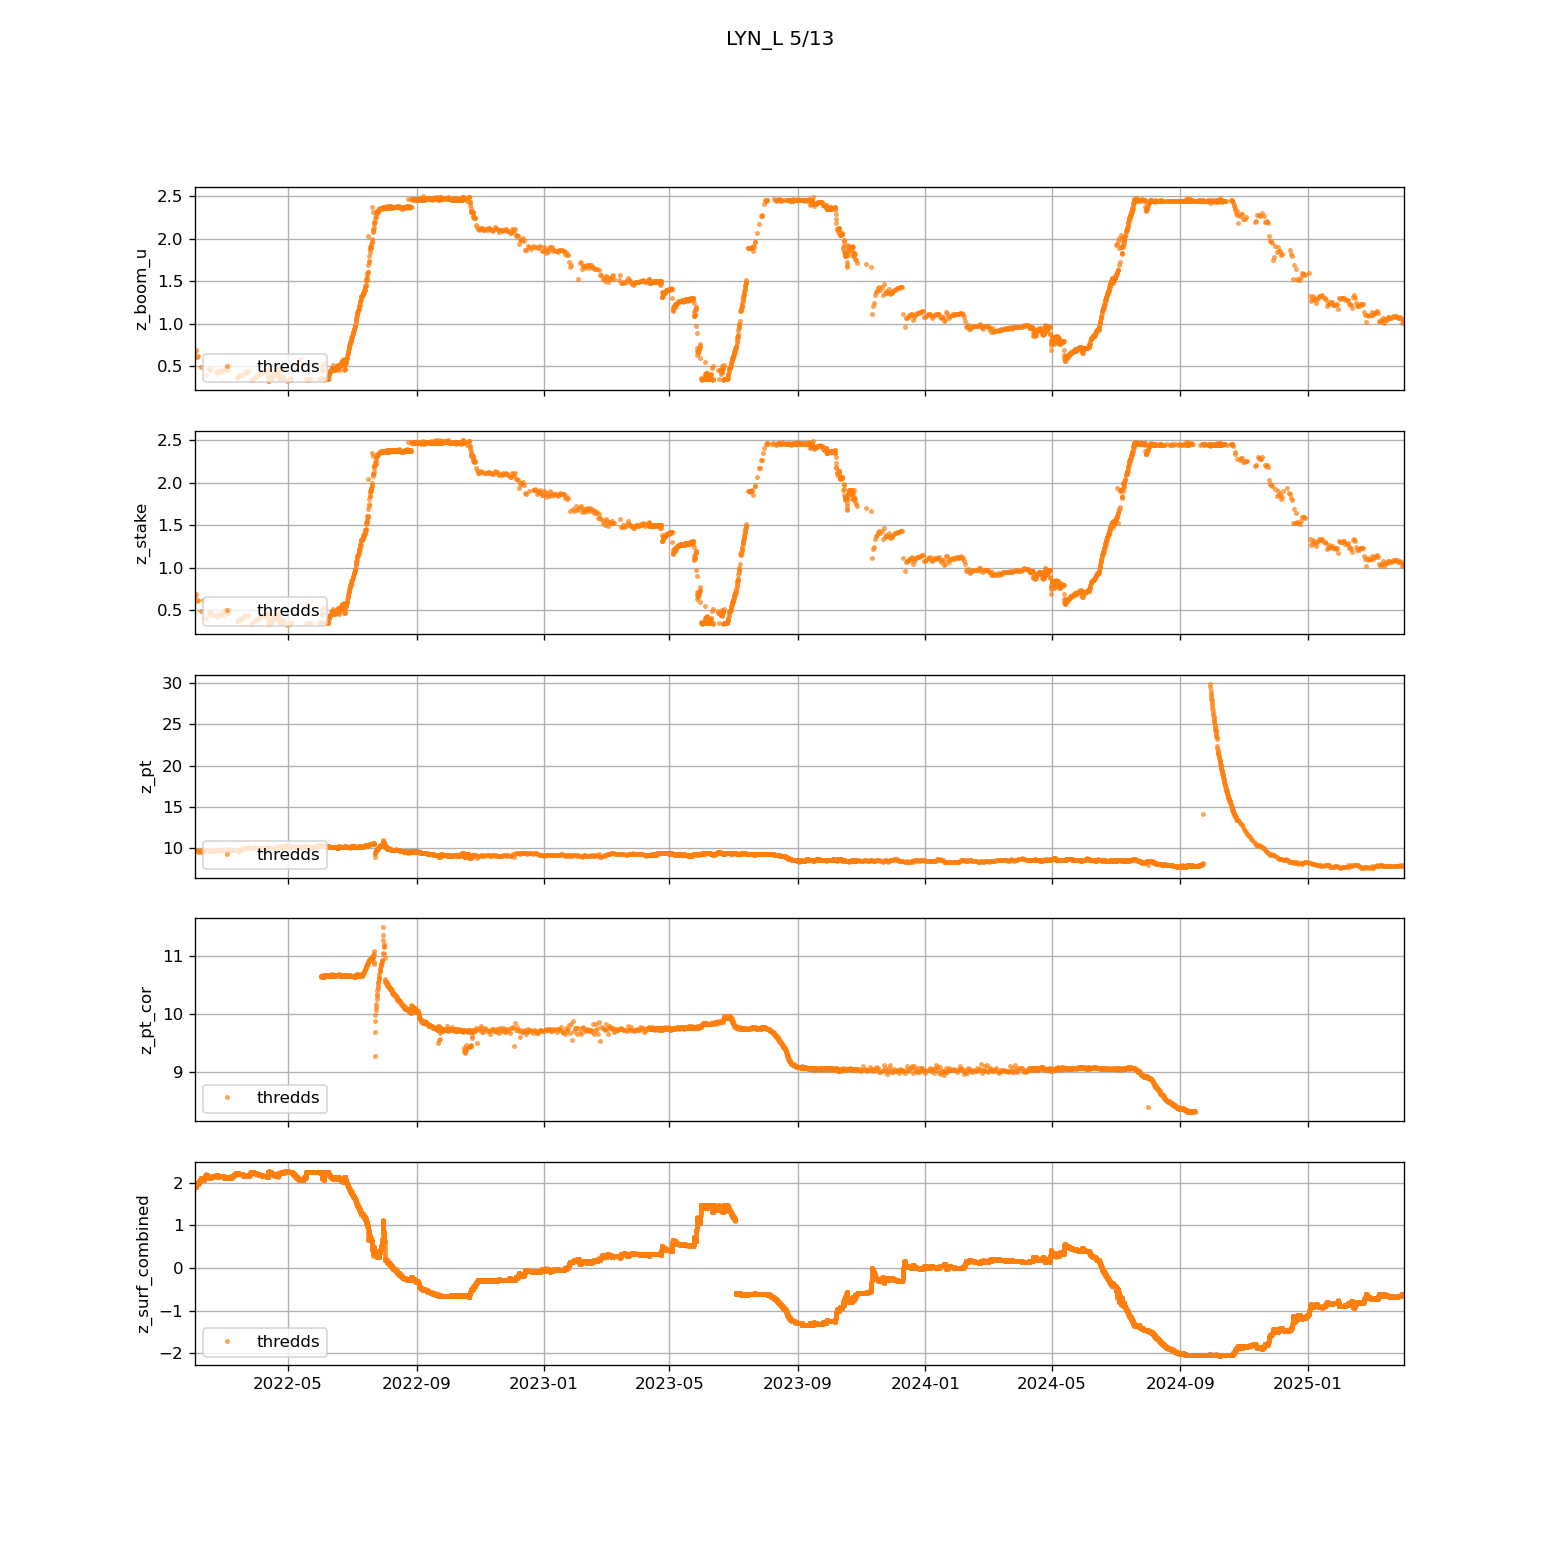 LYN_L 5/13
2.5
2.0
1.5
1.0
0.5
z_boom_u
thredds
2.5
2.0
1.5
1.0
0.5
z_stake
thredds
30
25
20
15
10
z_pt
thredds
11
10
9
z_pt_cor
thredds
2
1
0
−1
−2
z_surf_combined
thredds
2022-05 2022-09 2023-01 2023-05 2023-09 2024-01 2024-05 2024-09 2025-01